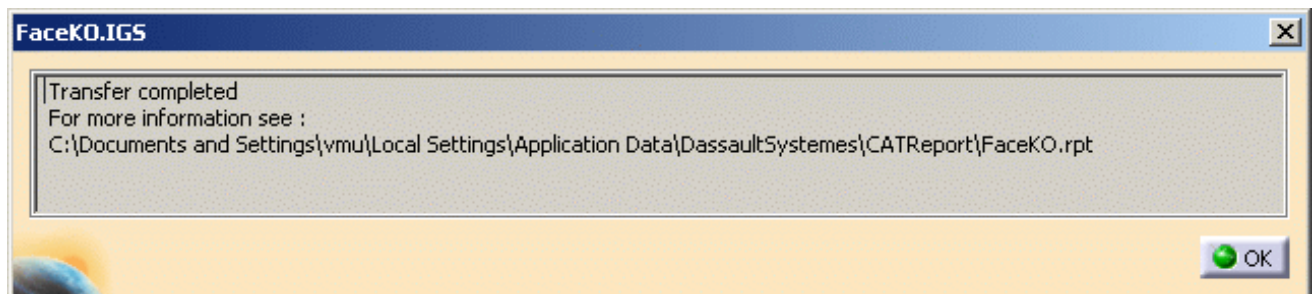 FaceKO.IGS
Transfer completed
For more information see :
C:\Documents and Settings\vmu\Local Settings\Application Data\DassaultSystemes\CATReport\FaceKO.rpt
OK